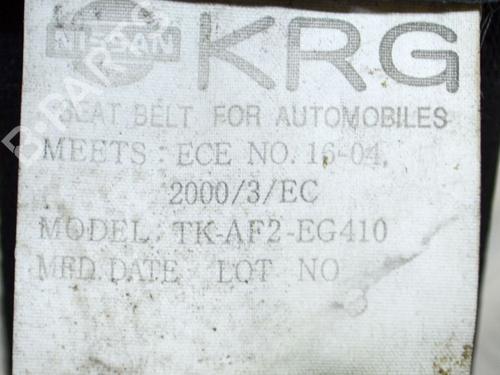 NISSAN KRG
SEAT BELT FOR AUTOMOBILES
MEETS : ECE NO. 16-04,
2000/3/EC
MODEL: TK-AF2-EG410
MFD.DATE LOT NO
3
B-PARTS